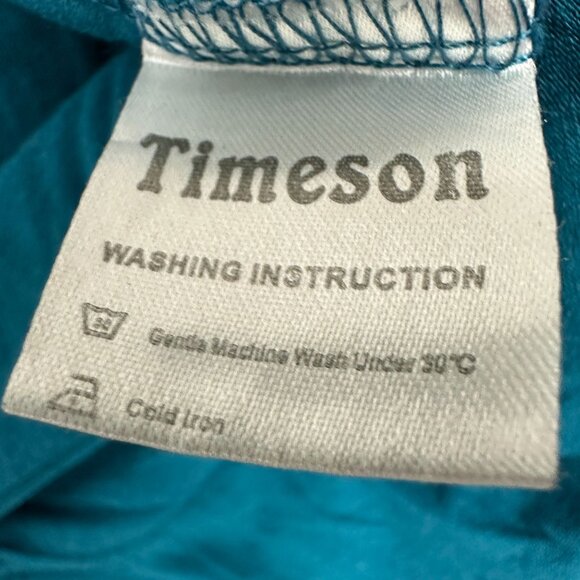 Timeson
WASHING INSTRUCTION
Gentle Machine Wash Under 30°C
Cold Iron